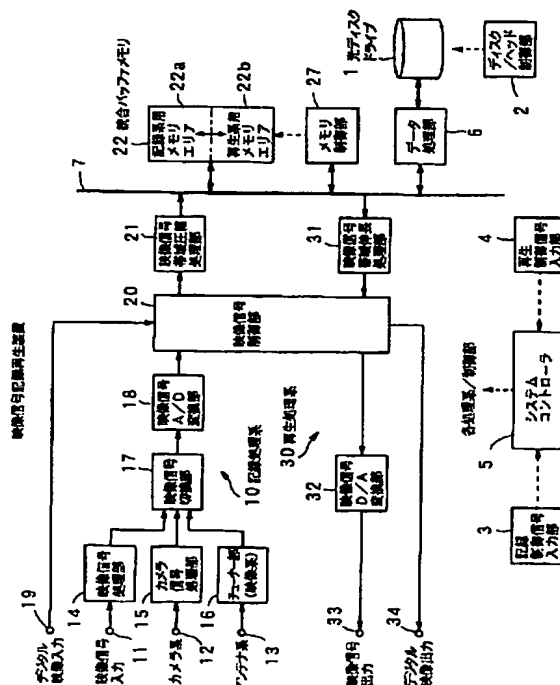 映像信号記録再生装置
デジタル
映像入力
19
映像信号
入力
11
カメラ系
12
アンテナ系
13
14
映像信号
処理部
15
カメラ
信号
処理部
16
チューナー部
(映像系)
17
映像信号
切換部
18
映像信号
A/D
変換部
10 記録処理系
20
映像信号
制御部
21
映像信号
帯域圧縮
処理部
7
22 統合バッファメモリ
22a
記録系用
メモリ
エリア
22b
再生系用
メモリ
エリア
27
メモリ
制御部
31
映像信号
帯域伸長
処理部
30 再生処理系
32
映像信号
D/A
変換部
33
映像信号
出力
34
デジタル
映像出力
1 光ディスク
ドライブ
ディスク
/ヘッド
制御部
2
データ
処理部
6
3
記録
制御信号
入力部
各処理系/制御部
5
システム
コントローラ
4
再生
制御信号
入力部